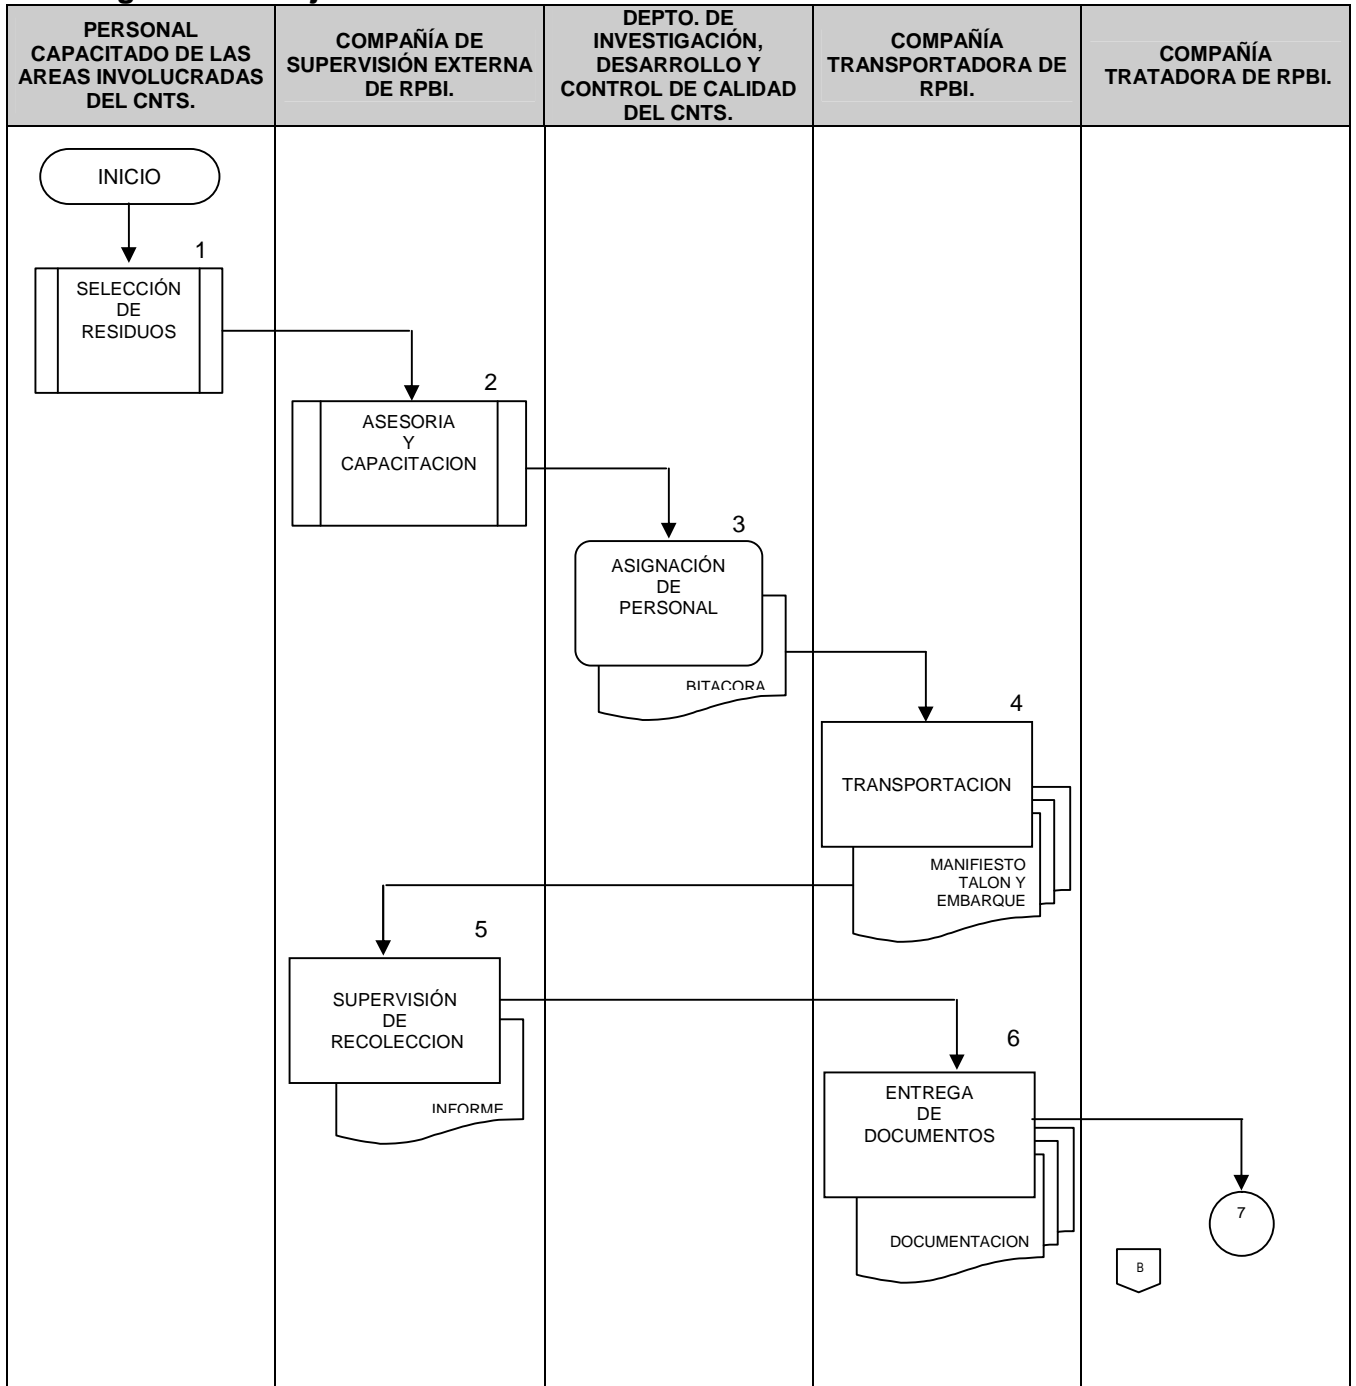 PERSONAL
CAPACITADO DE LAS
AREAS INVOLUCRADAS
DEL CNTS.
COMPAÑÍA DE
SUPERVISIÓN EXTERNA
DE RPBI.
DEPTO. DE
INVESTIGACIÓN,
DESARROLLO Y
CONTROL DE CALIDAD
DEL CNTS.
COMPAÑÍA
TRANSPORTADORA DE
RPBI.
COMPAÑÍA
TRATADORA DE RPBI.
INICIO
1
SELECCIÓN
DE
RESIDUOS
2
ASESORIA
Y
CAPACITACION
3
ASIGNACIÓN
DE
PERSONAL
BITACORA
4
TRANSPORTACION
MANIFIESTO
TALON Y
EMBARQUE
5
SUPERVISIÓN
DE
RECOLECCION
INFORME
6
ENTREGA
DE
DOCUMENTOS
DOCUMENTACION
7
B